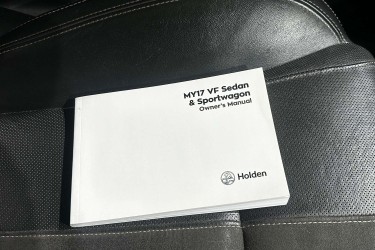 MY17 VF Sedan
& Sportwagon
Owner's Manual
Holden